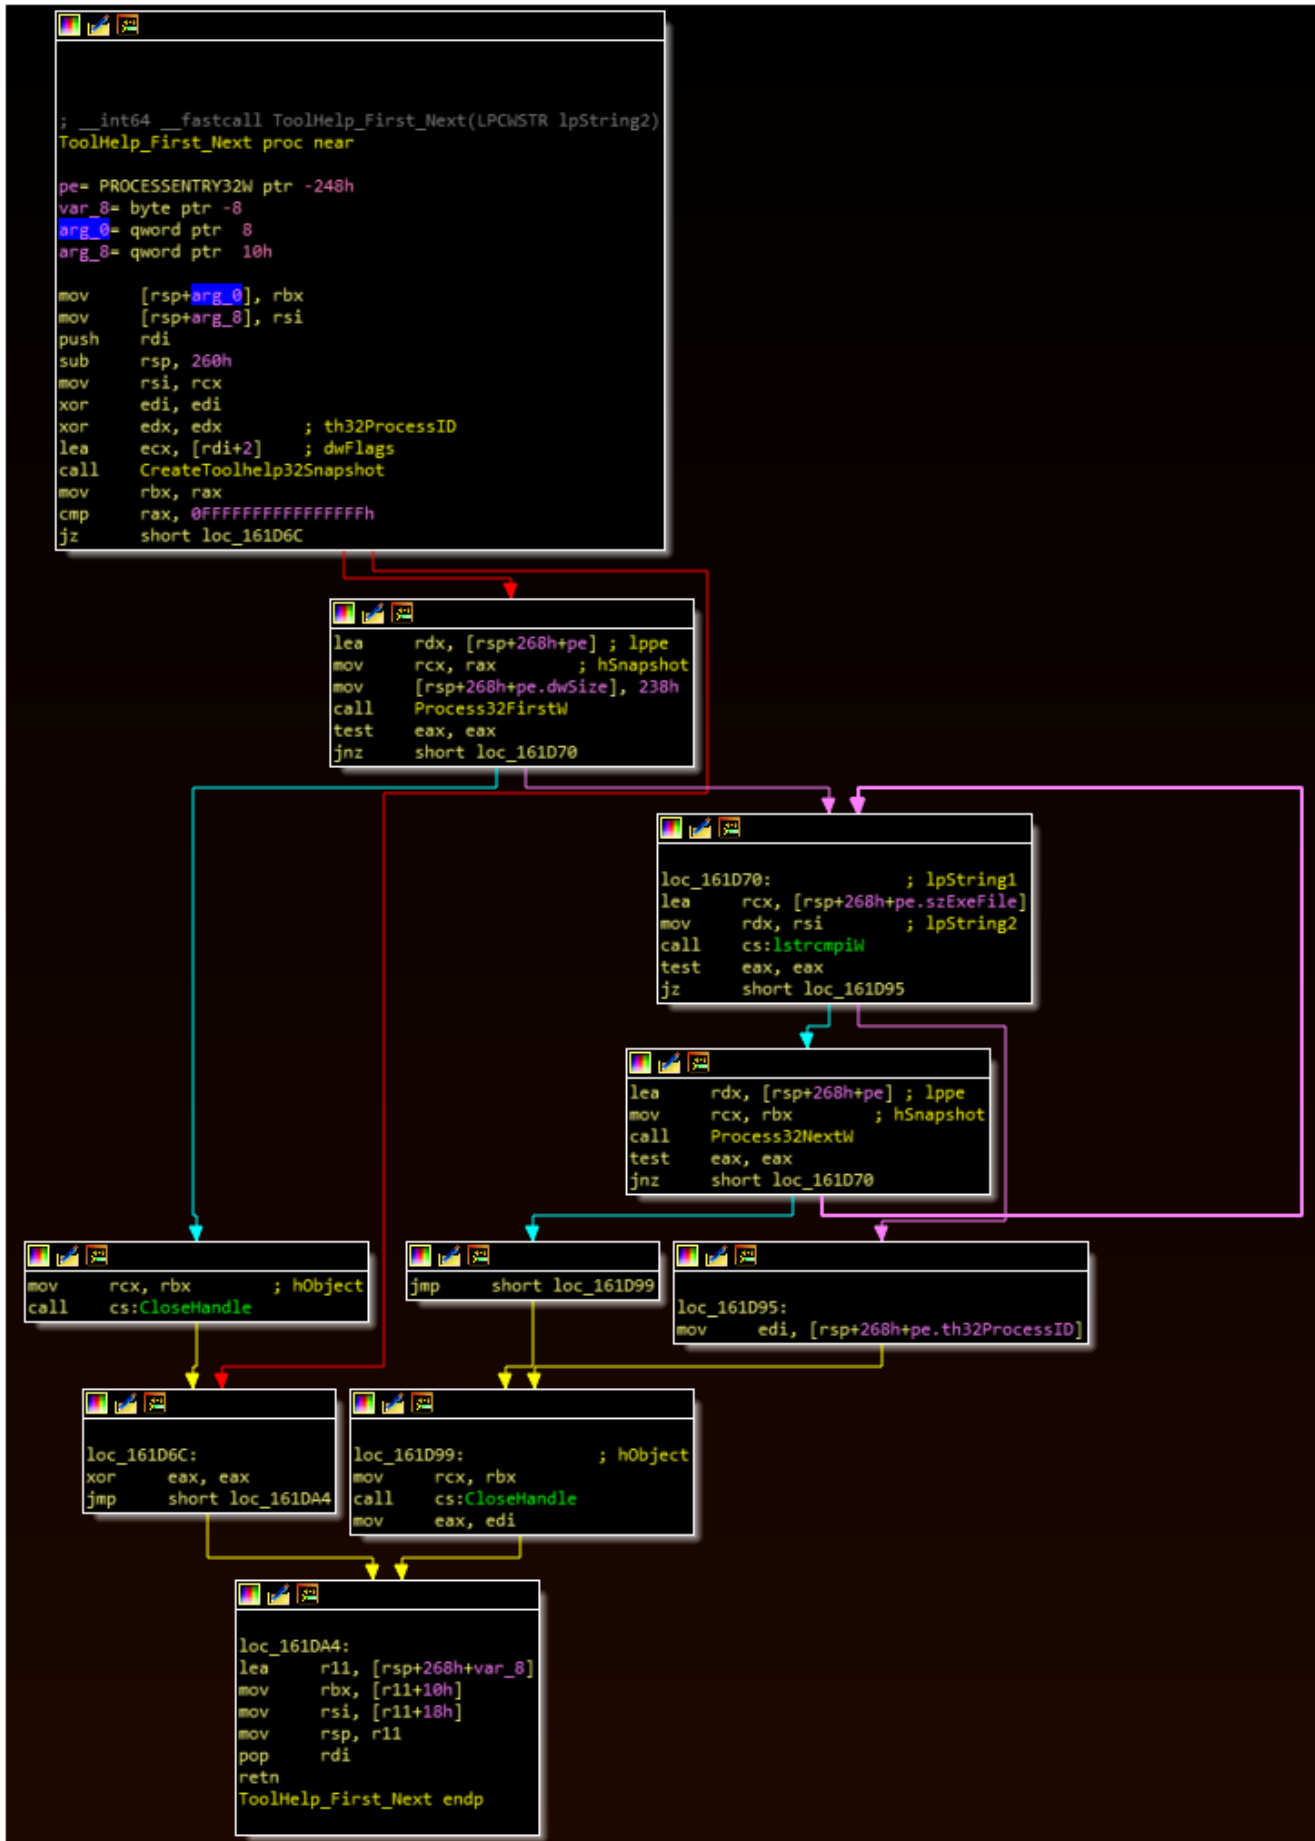 ; __int64 __fastcall ToolHelp_First_Next(LPCWSTR lpString2)
ToolHelp_First_Next proc near
pe= PROCESSENTRY32W ptr -248h
var_8= byte ptr -8
arg_0= qword ptr  8
arg_8= qword ptr  10h
mov     [rsp+arg_0], rbx
mov     [rsp+arg_8], rsi
push    rdi
sub     rsp, 260h
mov     rsi, rcx
xor     edi, edi
xor     edx, edx        ; th32ProcessID
lea     ecx, [rdi+2]    ; dwFlags
call    CreateToolhelp32Snapshot
mov     rbx, rax
cmp     rax, 0FFFFFFFFFFFFFFFFh
jz      short loc_161D6C
lea     rdx, [rsp+268h+pe] ; lppe
mov     rcx, rax        ; hSnapshot
mov     [rsp+268h+pe.dwSize], 238h
call    Process32FirstW
test    eax, eax
jnz     short loc_161D70
loc_161D70:             ; lpString1
lea     rcx, [rsp+268h+pe.szExeFile]
mov     rdx, rsi        ; lpString2
call    cs:lstrcmpiW
test    eax, eax
jz      short loc_161D95
lea     rdx, [rsp+268h+pe] ; lppe
mov     rcx, rbx        ; hSnapshot
call    Process32NextW
test    eax, eax
jnz     short loc_161D70
mov     rcx, rbx        ; hObject
call    cs:CloseHandle
jmp     short loc_161D99
loc_161D95:
mov     edi, [rsp+268h+pe.th32ProcessID]
loc_161D6C:
xor     eax, eax
jmp     short loc_161DA4
loc_161D99:             ; hObject
mov     rcx, rbx
call    cs:CloseHandle
mov     eax, edi
loc_161DA4:
lea     r11, [rsp+268h+var_8]
mov     rbx, [r11+10h]
mov     rsi, [r11+18h]
mov     rsp, r11
pop     rdi
retn
ToolHelp_First_Next endp